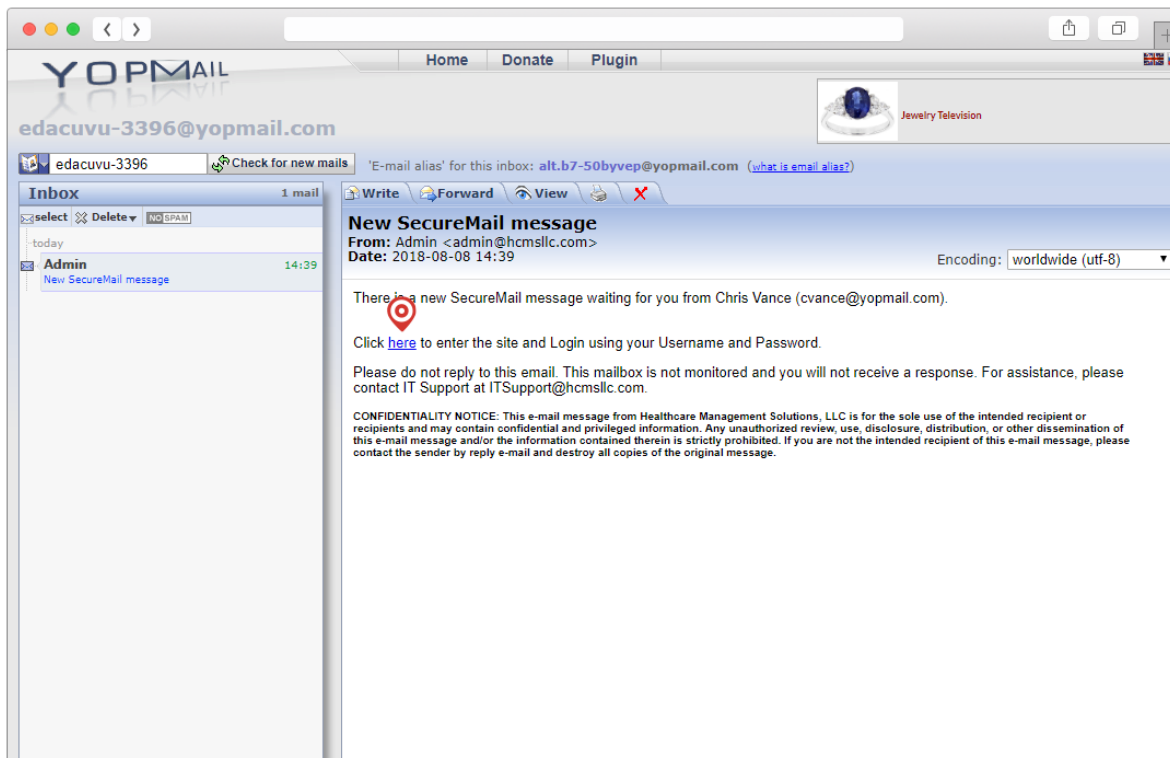 YOPMAIL
Home Donate Plugin
edacuvu-3396@yopmail.com
Jewelry Television
edacuvu-3396 Check for new mails 'E-mail alias' for this inbox: alt.b7-50byvep@yopmail.com (what is email alias?)
Inbox 1 mail
Write Forward View
select Delete NO SPAM
today
Admin 14:39
New SecureMail message
New SecureMail message
From: Admin <admin@hcmsllc.com>
Date: 2018-08-08 14:39
Encoding: worldwide (utf-8)
There is a new SecureMail message waiting for you from Chris Vance (cvance@yopmail.com).
Click here to enter the site and Login using your Username and Password.
Please do not reply to this email. This mailbox is not monitored and you will not receive a response. For assistance, please
contact IT Support at ITSupport@hcmsllc.com.
CONFIDENTIALITY NOTICE: This e-mail message from Healthcare Management Solutions, LLC is for the sole use of the intended recipient or
recipients and may contain confidential and privileged information. Any unauthorized review, use, disclosure, distribution, or other dissemination of
this e-mail message and/or the information contained therein is strictly prohibited. If you are not the intended recipient of this e-mail message, please
contact the sender by reply e-mail and destroy all copies of the original message.